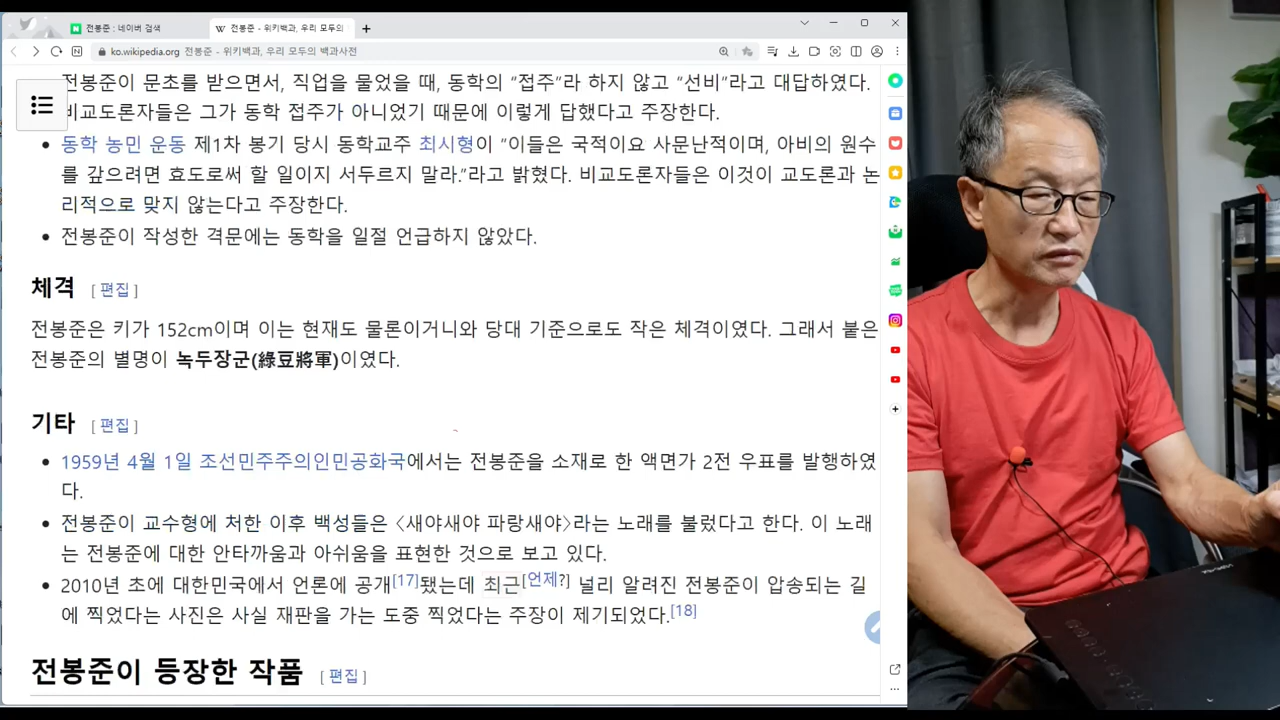 전봉준 : 네이버 검색
전봉준 - 위키백과, 우리 모두의
ko.wikipedia.org 전봉준 - 위키백과, 우리 모두의 백과사전
전봉준이 문초를 받으면서, 직업을 물었을 때, 동학의 “접주”라 하지 않고 “선비”라고 대답하였다.
비교도론자들은 그가 동학 접주가 아니었기 때문에 이렇게 답했다고 주장한다.
• 동학 농민 운동 제1차 봉기 당시 동학교주 최시형이 “이들은 국적이요 사문난적이며, 아비의 원수
를 갚으려면 효도로써 할 일이지 서두르지 말라.”라고 밝혔다. 비교도론자들은 이것이 교도론과 논
리적으로 맞지 않는다고 주장한다.
• 전봉준이 작성한 격문에는 동학을 일절 언급하지 않았다.
체격 [ 편집 ]
전봉준은 키가 152cm이며 이는 현재도 물론이거니와 당대 기준으로도 작은 체격이였다. 그래서 붙은
전봉준의 별명이 녹두장군(綠豆將軍)이였다.
기타 [ 편집 ]
• 1959년 4월 1일 조선민주주의인민공화국에서는 전봉준을 소재로 한 액면가 2전 우표를 발행하였
다.
• 전봉준이 교수형에 처한 이후 백성들은 〈새야새야 파랑새야〉라는 노래를 불렀다고 한다. 이 노래
는 전봉준에 대한 안타까움과 아쉬움을 표현한 것으로 보고 있다.
• 2010년 초에 대한민국에서 언론에 공개[17]됐는데 최근[언제?] 널리 알려진 전봉준이 압송되는 길
에 찍었다는 사진은 사실 재판을 가는 도중 찍었다는 주장이 제기되었다.[18]
전봉준이 등장한 작품 [ 편집 ]